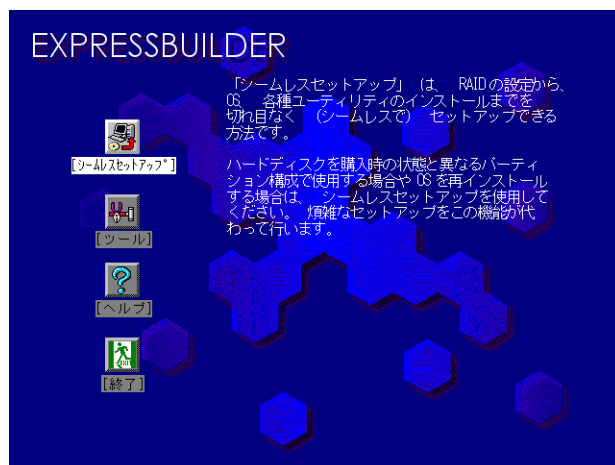 EXPRESSBUILDER
「シームレスセットアップ」 は、 RAIDの設定から、
OS、 各種ユーティリティのインストールまでを
切れ目なく （シームレスで） セットアップできる
方法です。
ハードディスクを購入時の状態と異なるパーティ
ション構成で使用する場合や OSを再インストール
する場合は、 シームレスセットアップを使用して
ください。 煩雑なセットアップをこの機能が代
わって行います。
[ｼｰﾑﾚｽｾｯﾄｱｯﾌﾟ]
[ツール]
[ヘルプ]
EXIT
[終了]